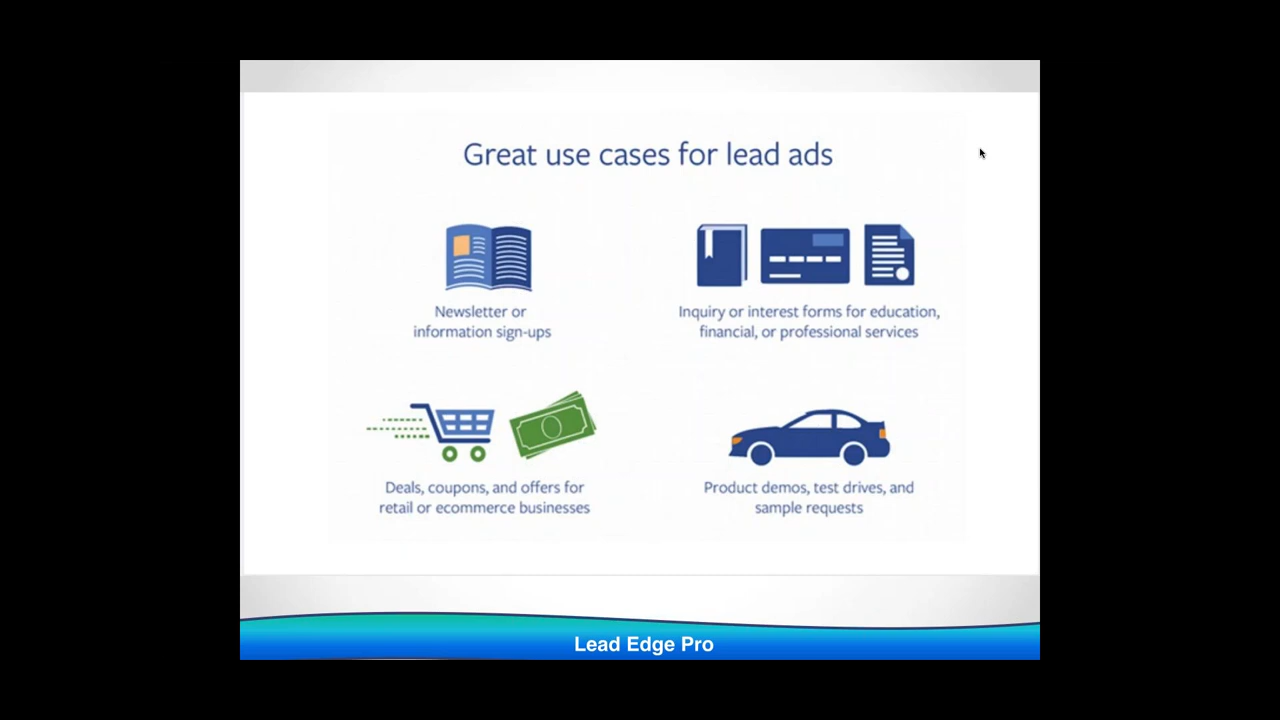 Great use cases for lead ads
Newsletter or
information sign-ups
Inquiry or interest forms for education,
financial, or professional services
Deals, coupons, and offers for
retail or ecommerce businesses
Product demos, test drives, and
sample requests
Lead Edge Pro